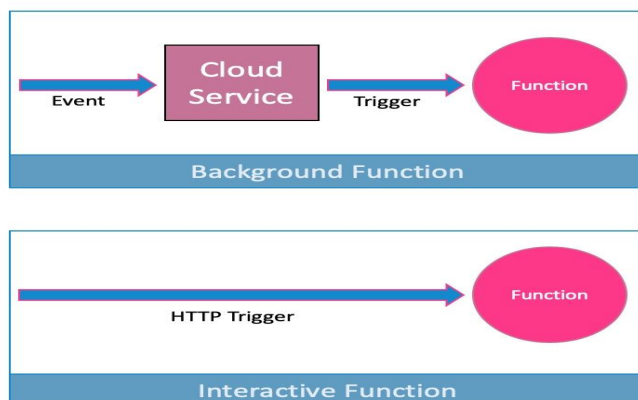 Cloud
Service
Function
Event
Trigger
Background Function
Function
HTTP Trigger
Interactive Function